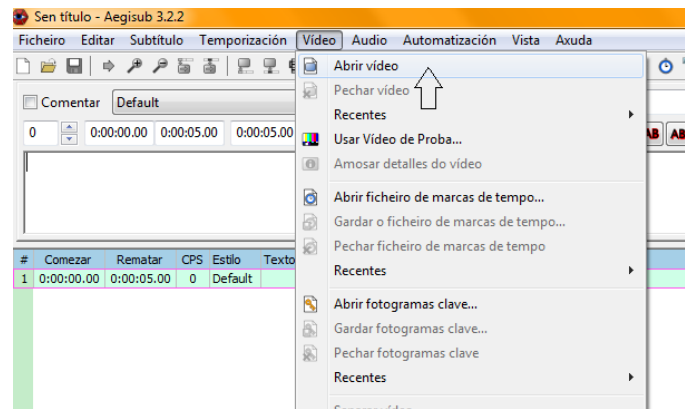 Sen título - Aegisub 3.2.2
Ficheiro Editar Subtítulo Temporización Vídeo Audio Automatización Vista Axuda
Abrir vídeo
Pechar vídeo
Recentes
Usar Vídeo de Proba...
Amosar detalles do vídeo
Abrir ficheiro de marcas de tempo...
Gardar o ficheiro de marcas de tempo...
Pechar ficheiro de marcas de tempo
Recentes
Abrir fotogramas clave...
Gardar fotogramas clave...
Pechar fotogramas clave
Recentes
Comentar Default
0 0:00:00.00 0:00:05.00 0:00:05.00
AB AB
# Comezar Rematar CPS Estilo Texto
1 0:00:00.00 0:00:05.00 0 Default